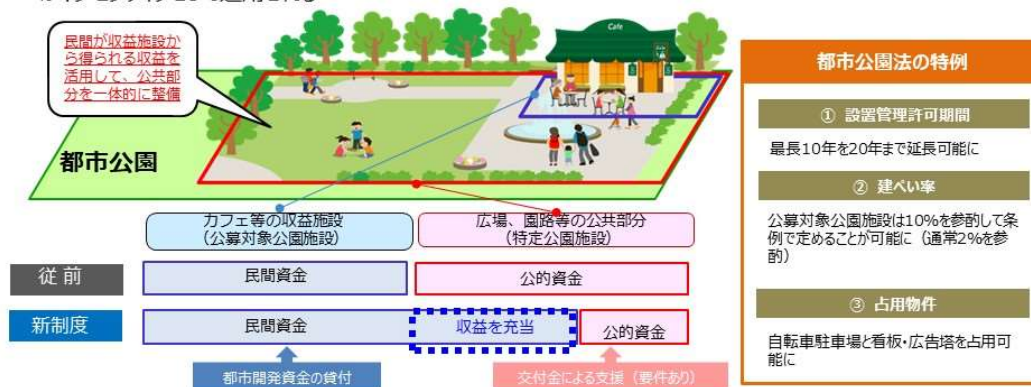 民間が収益施設か
ら得られる収益を
活用して、公共部
分を一体的に整備
Cafe
都市公園
カフェ等の収益施設
（公募対象公園施設）
広場、園路等の公共部分
（特定公園施設）
従 前
民間資金
公的資金
新制度
民間資金
収益を充当
公的資金
都市開発資金の貸付
交付金による支援（要件あり）
都市公園法の特例
① 設置管理許可期間
最長10年を20年まで延長可能に
② 建ぺい率
公募対象公園施設は10%を参酌して条
例で定めることが可能に（通常2%を参
酌）
③ 占用物件
自転車駐車場と看板・広告塔を占用可
能に